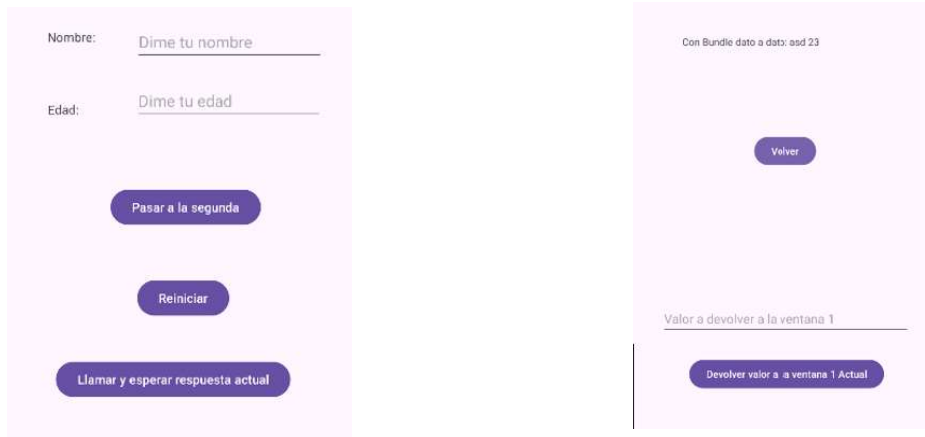 Nombre:
Dime tu nombre
Edad:
Dime tu edad
Pasar a la segunda
Reiniciar
Llamar y esperar respuesta actual
Con Bundle dato a dato: asd 23
Volver
Valor a devolver a la ventana 1
Devolver valor a a ventana 1 Actual